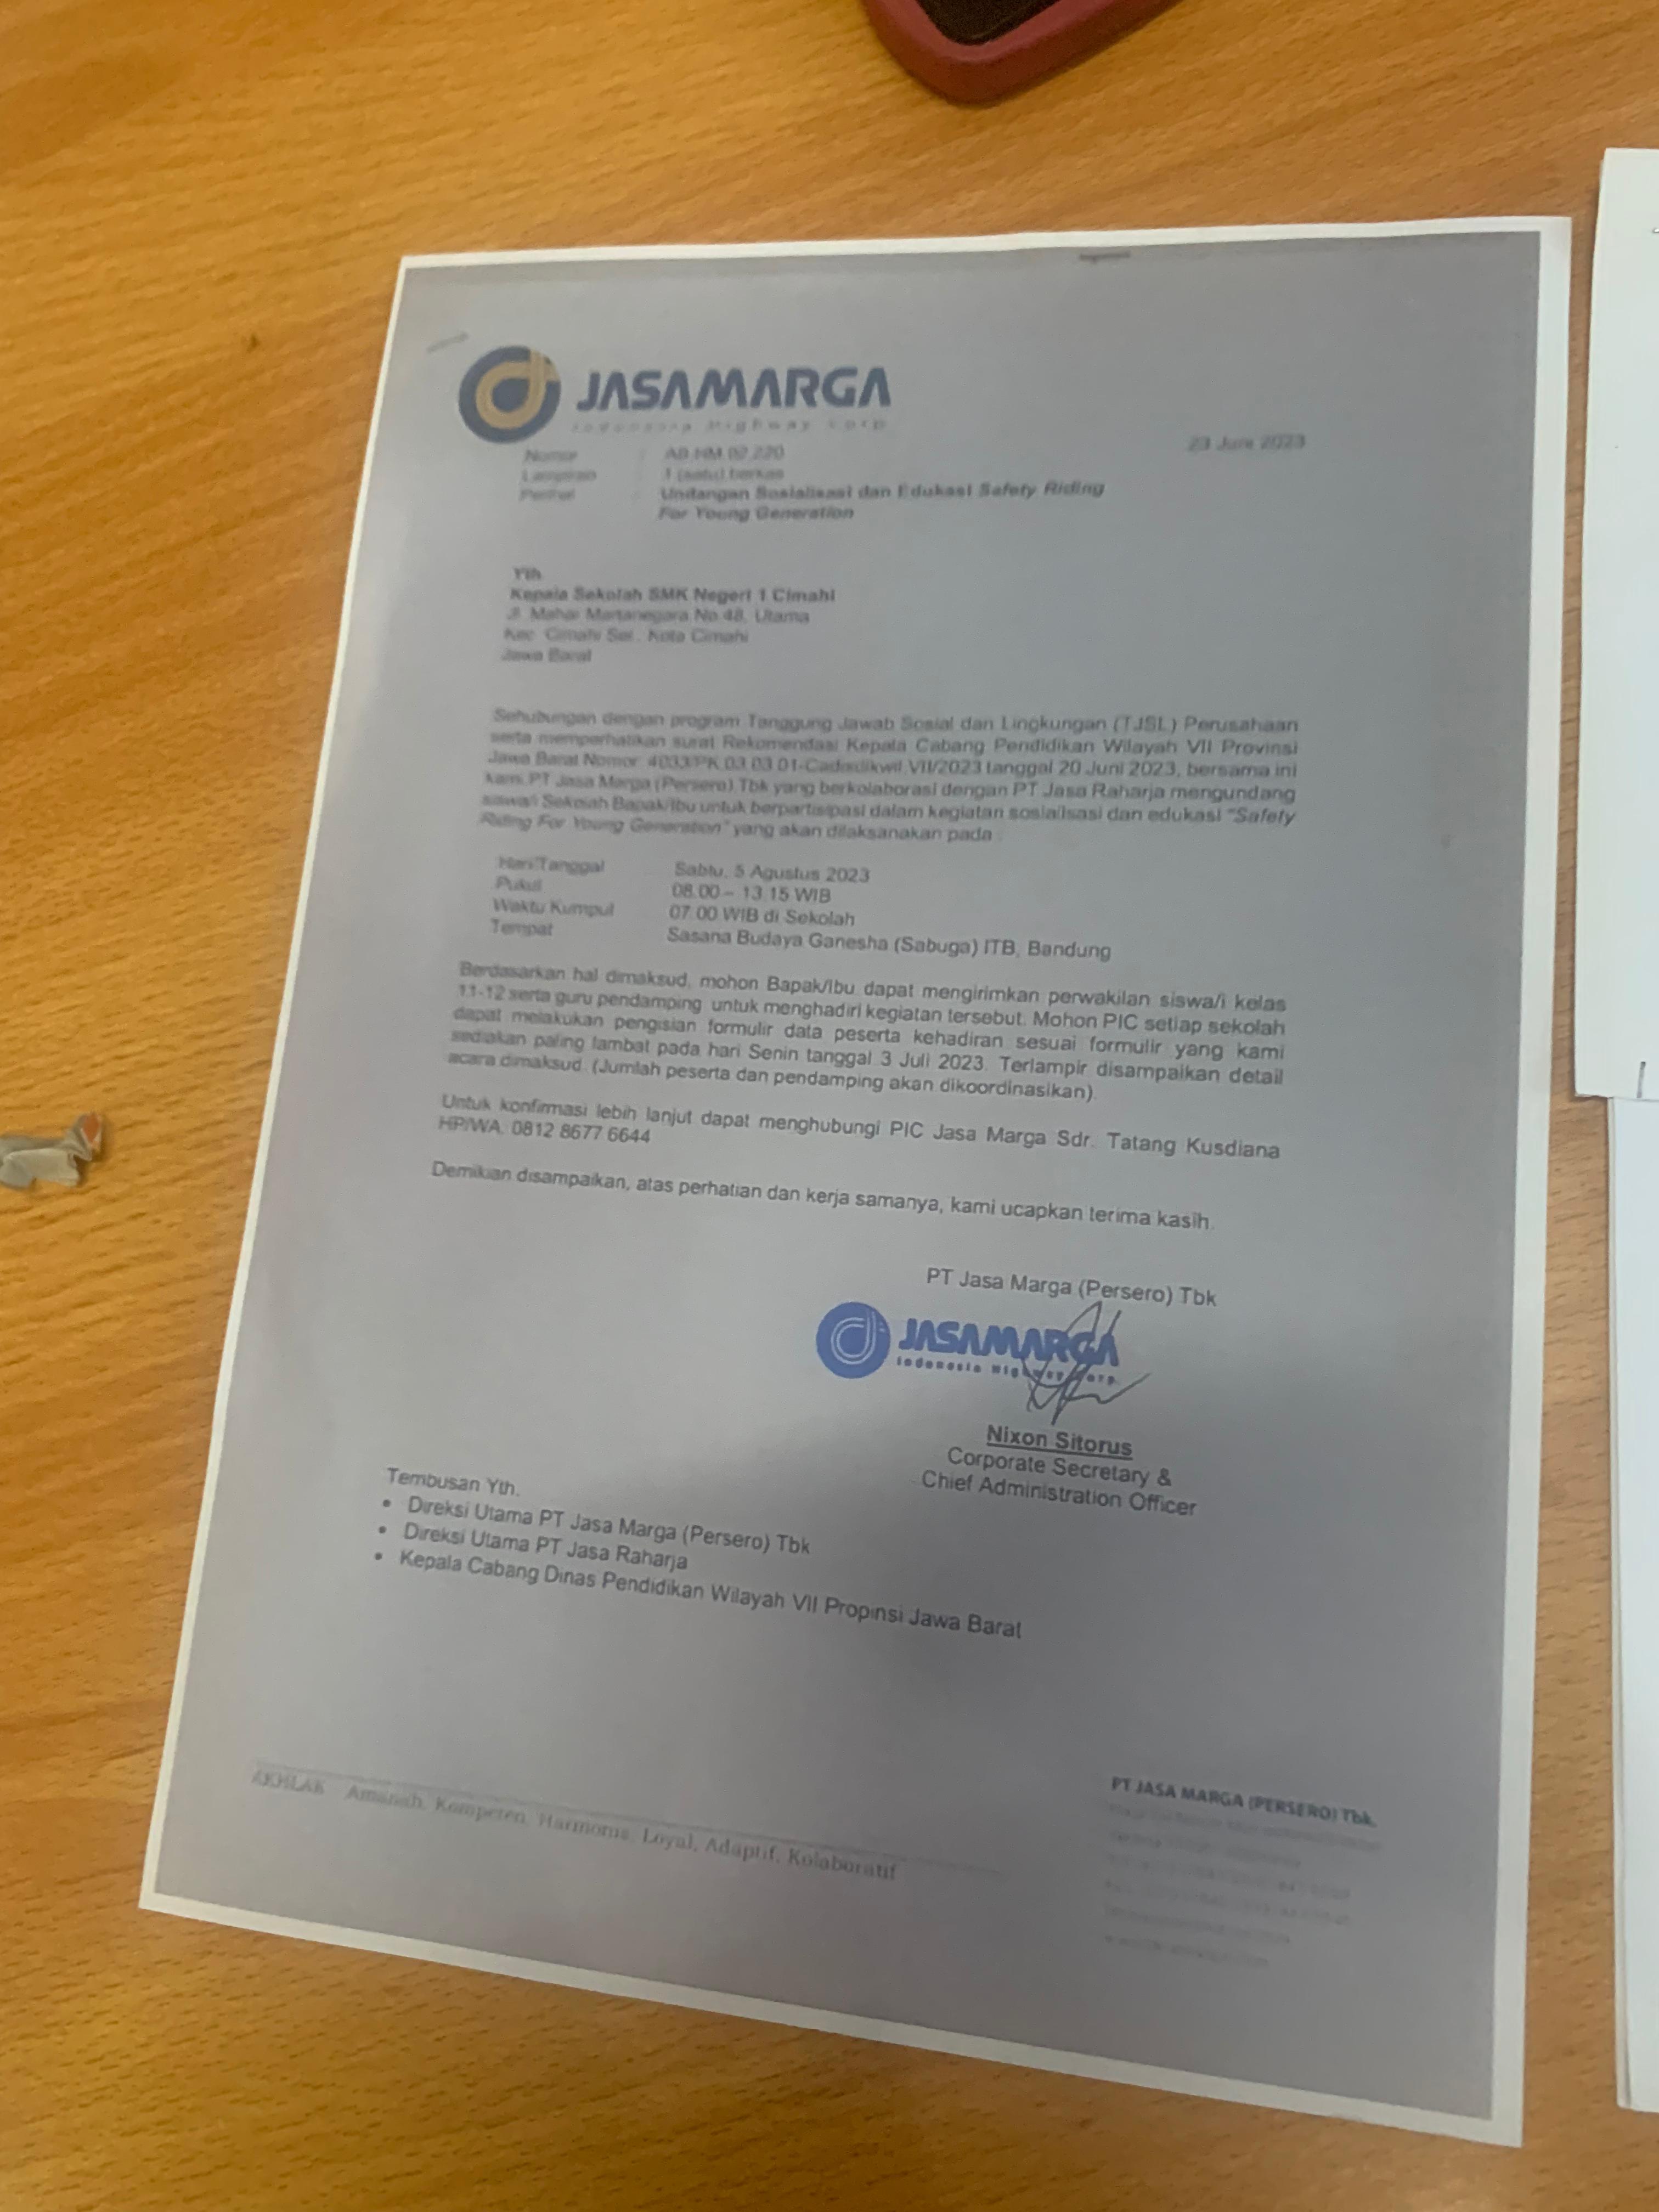 JASAMARGA
Indonesia Highway Corp
23 Juni 2023
Nomor : AB.HM.02.220
Lampiran : 1 (satu) berkas
Perihal : Undangan Sosialisasi dan Edukasi Safety Riding
For Young Generation
Yth.
Kepala Sekolah SMK Negeri 1 Cimahi
Jl. Mahar Martanegara No.48, Utama
Kec. Cimahi Sel., Kota Cimahi
Jawa Barat
Sehubungan dengan program Tanggung Jawab Sosial dan Lingkungan (TJSL) Perusahaan
serta memperhatikan surat Rekomendasi Kepala Cabang Pendidikan Wilayah VII Provinsi
Jawa Barat Nomor: 4033/PK.03.03.01-Cadisdikwil.VII/2023 tanggal 20 Juni 2023, bersama ini
kami PT Jasa Marga (Persero) Tbk yang berkolaborasi dengan PT Jasa Raharja mengundang
siswa/i Sekolah Bapak/Ibu untuk berpartisipasi dalam kegiatan sosialisasi dan edukasi "Safety
Riding For Young Generation" yang akan dilaksanakan pada :
Hari/Tanggal : Sabtu, 5 Agustus 2023
Pukul : 08.00 – 13.15 WIB
Waktu Kumpul : 07.00 WIB di Sekolah
Tempat : Sasana Budaya Ganesha (Sabuga) ITB, Bandung
Berdasarkan hal dimaksud, mohon Bapak/Ibu dapat mengirimkan perwakilan siswa/i kelas
11-12 serta guru pendamping untuk menghadiri kegiatan tersebut. Mohon PIC setiap sekolah
dapat melakukan pengisian formulir data peserta kehadiran sesuai formulir yang kami
sediakan paling lambat pada hari Senin tanggal 3 Juli 2023. Terlampir disampaikan detail
acara dimaksud. (Jumlah peserta dan pendamping akan dikoordinasikan).
Untuk konfirmasi lebih lanjut dapat menghubungi PIC Jasa Marga Sdr. Tatang Kusdiana
HP/WA. 0812 8677 6644
Demikian disampaikan, atas perhatian dan kerja samanya, kami ucapkan terima kasih.
PT Jasa Marga (Persero) Tbk
JASAMARGA
Indonesia Highway Corp
Nixon Sitorus
Corporate Secretary &
Chief Administration Officer
Tembusan Yth.
• Direksi Utama PT Jasa Marga (Persero) Tbk
• Direksi Utama PT Jasa Raharja
• Kepala Cabang Dinas Pendidikan Wilayah VII Propinsi Jawa Barat
AKHLAK Amanah, Kompeten, Harmonis, Loyal, Adaptif, Kolaboratif
PT JASA MARGA (PERSERO) Tbk.